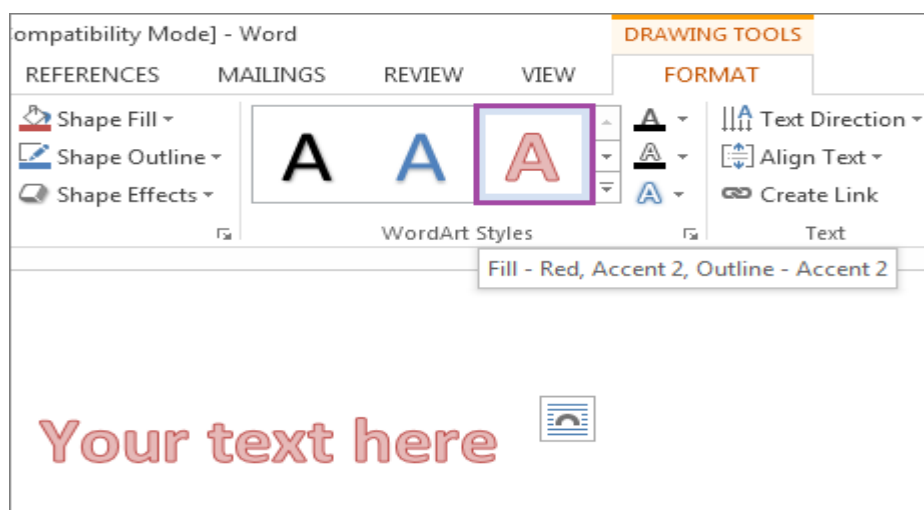 ompatibility Mode] - Word
DRAWING TOOLS
REFERENCES MAILINGS REVIEW VIEW FORMAT
Shape Fill
Shape Outline
Shape Effects
A A A
A
A
A
Text Direction
Align Text
Create Link
WordArt Styles
Text
Fill - Red, Accent 2, Outline - Accent 2
Your text here